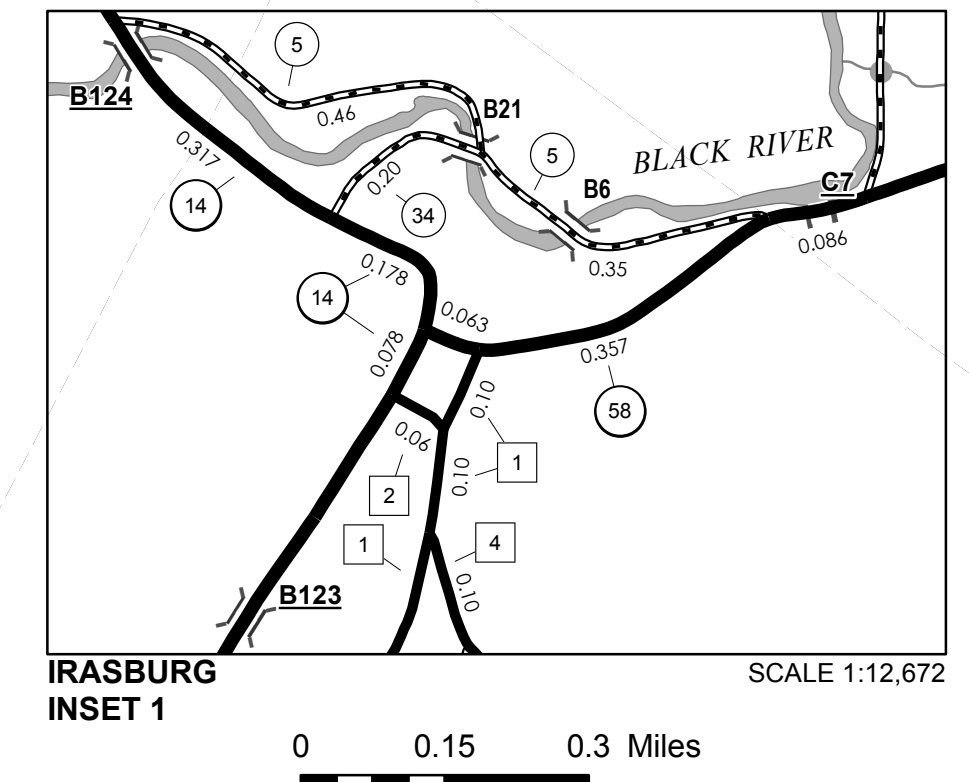 5
B124
0.46
B21
BLACK RIVER
0.317
5
14
0.20
B6
C7
34
0.086
0.178
0.35
14
0.063
0.078
0.357
58
0.10
0.06
1
0.10
2
1
4
0.10
B123
IRASBURG
INSET 1
SCALE 1:12,672
0 0.15 0.3 Miles